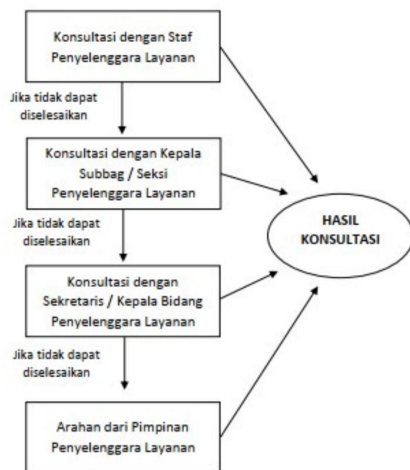 Konsultasi dengan Staf
Penyelenggara Layanan
Jika tidak dapat
diselesaikan
Konsultasi dengan Kepala
Subbag / Seksi
Penyelenggara Layanan
HASIL
KONSULTASI
Jika tidak dapat
diselesaikan
Konsultasi dengan
Sekretaris / Kepala Bidang
Penyelenggara Layanan
Jika tidak dapat
diselesaikan
Arahan dari Pimpinan
Penyelenggara Layanan